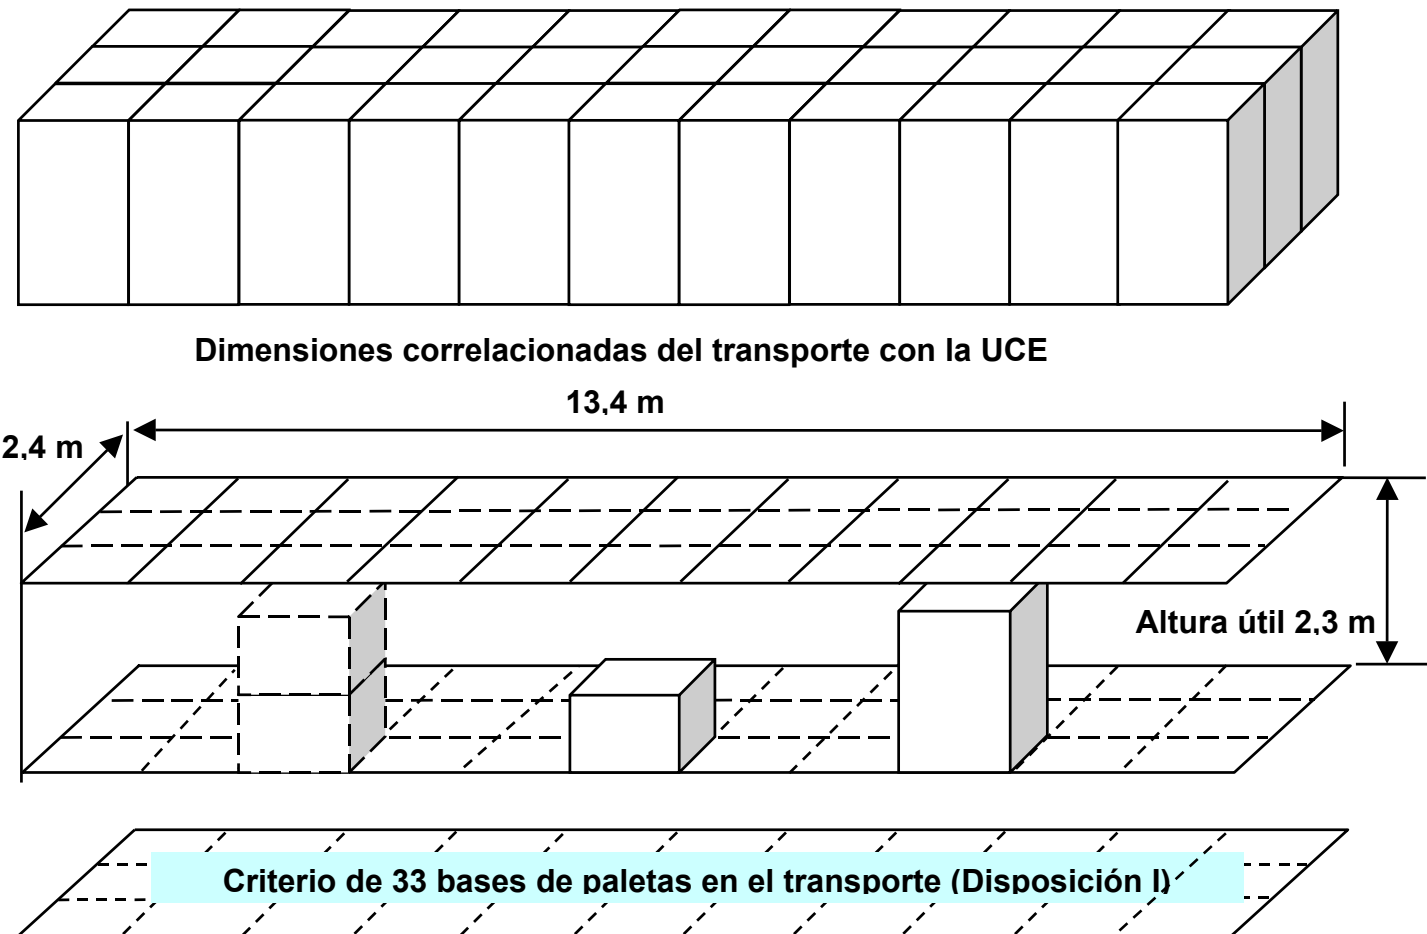 Dimensiones correlacionadas del transporte con la UCE
13,4 m
2,4 m
Altura útil 2,3 m
Criterio de 33 bases de paletas en el transporte (Disposición I)